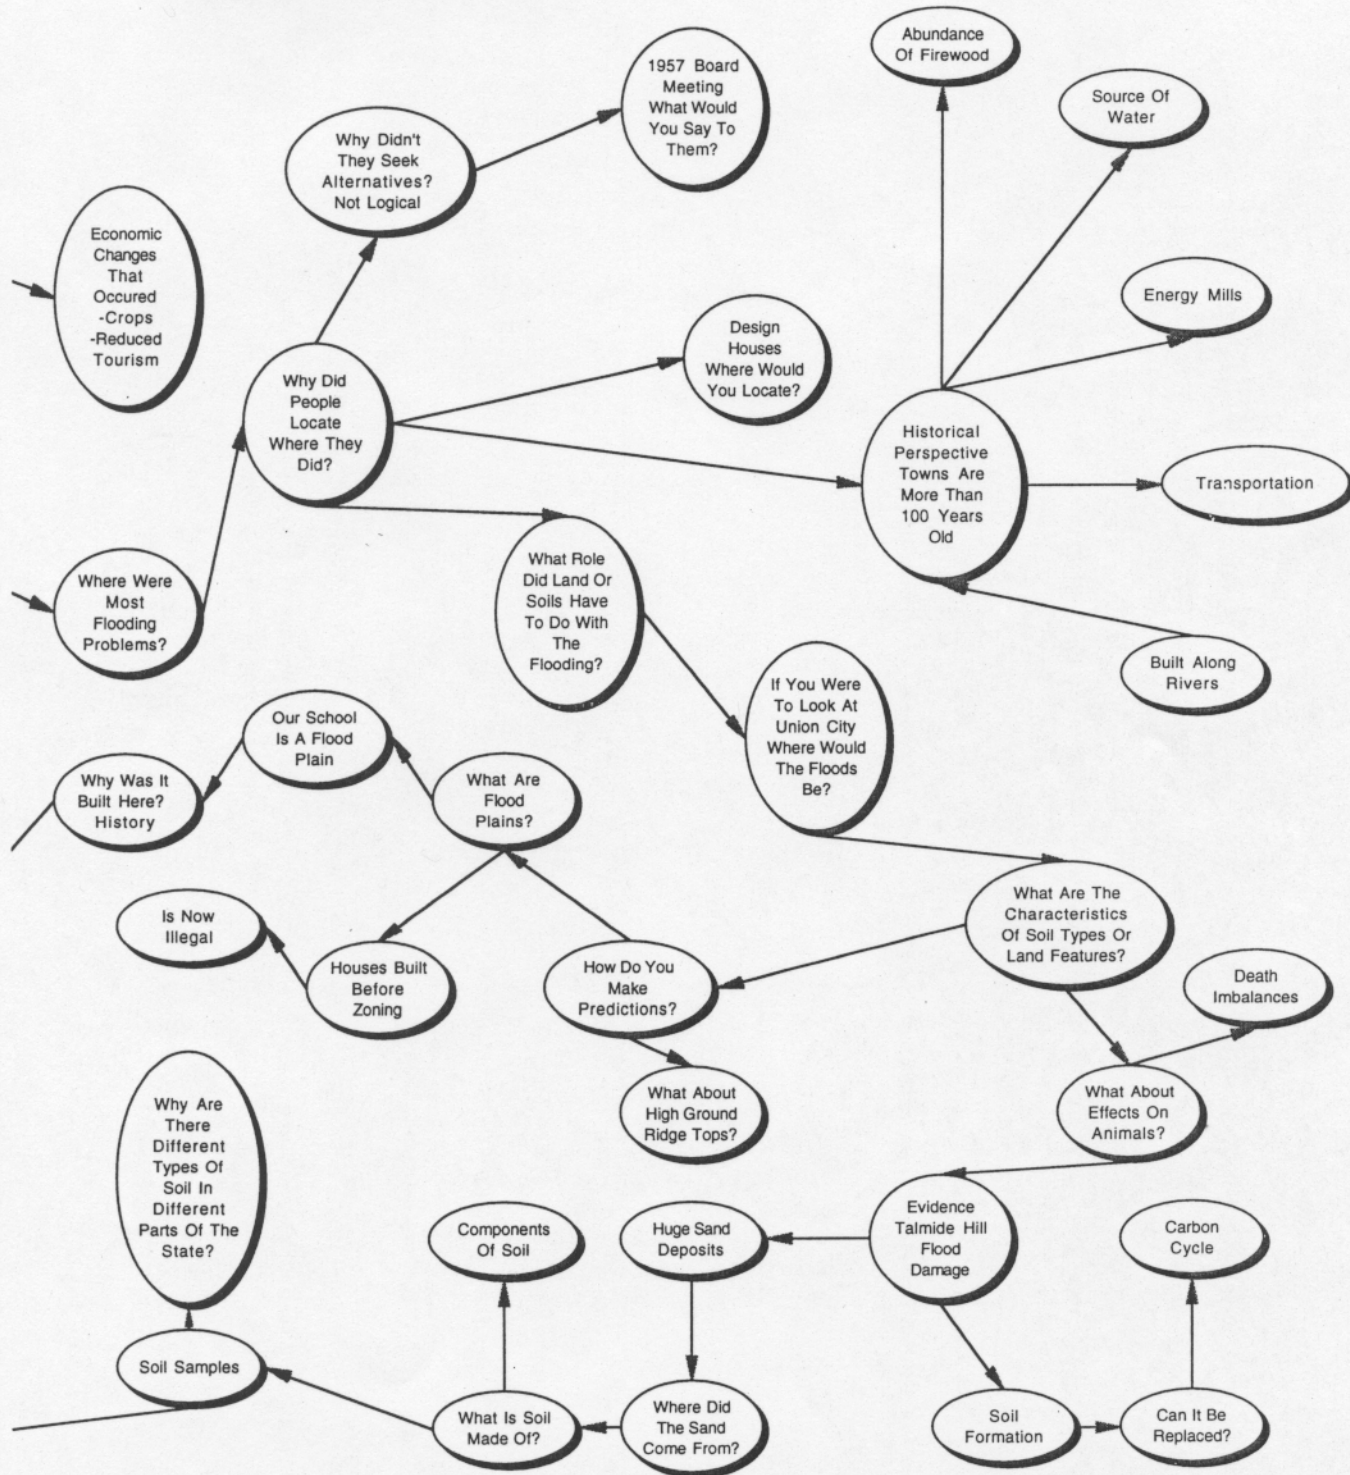 Abundance
Of Firewood
1957 Board
Meeting
What Would
You Say To
Them?
Source Of
Water
Why Didn't
They Seek
Alternatives?
Not Logical
Economic
Changes
That
Occured
-Crops
-Reduced
Tourism
Energy Mills
Design
Houses
Where Would
You Locate?
Why Did
People
Locate
Where They
Did?
Historical
Perspective
Towns Are
More Than
100 Years
Old
Transportation
Where Were
Most
Flooding
Problems?
What Role
Did Land Or
Soils Have
To Do With
The
Flooding?
Built Along
Rivers
If You Were
To Look At
Union City
Where Would
The Floods
Be?
Our School
Is A Flood
Plain
Why Was It
Built Here?
History
What Are
Flood
Plains?
Is Now
Illegal
What Are The
Characteristics
Of Soil Types Or
Land Features?
Houses Built
Before
Zoning
How Do You
Make
Predictions?
Death
Imbalances
What About
High Ground
Ridge Tops?
What About
Effects On
Animals?
Why Are
There
Different
Types Of
Soil In
Different
Parts Of The
State?
Components
Of Soil
Huge Sand
Deposits
Evidence
Talmide Hill
Flood
Damage
Carbon
Cycle
Soil Samples
What Is Soil
Made Of?
Where Did
The Sand
Come From?
Soil
Formation
Can It Be
Replaced?